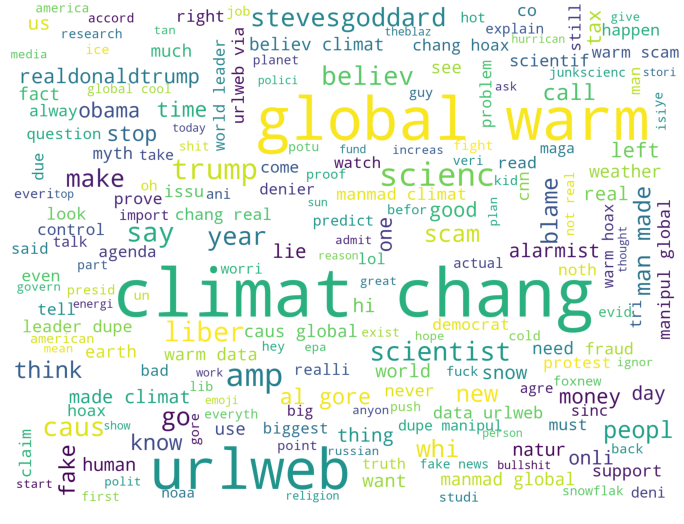 america
accord
right
job
stevesgoddard
hot
co
still
tax
give
us
research
tan
believ climat
theblaz
chang hoax
explain
hurrican
happen
media
ice
much
urlweb via
planet
scientif
warm scam
realdonaldtrump
global cool
world leader
believ
polici
see
problem
junkscienc
man
stori
fact
time
guy
ask
call
isiye
alway
obama
global warm
question
stop
today
potu
fund
increas
fight
maga
left
due
myth
take
shit
proof
veri
read
cnn
weather
make
trump
come
watch
scienc
kid
not real
real
everitop
oh
issu
ani
denier
sun
manmad climat
plan
blame
man made
prove
look
import
chang real
predict
befor
good
control
say
year
lie
one
admit
scam
alarmist
warm hoax
thought
manipul global
said
talk
agenda
reason
lol
actual
noth
even
part
worri
great
tri
evid
govern
presid
un
climat chang
hi
tell
energi
leader dupe
liber
caus global
exist
democrat
american
hope
cold
need
fraud
mean
earth
warm data
hey
epa
scientist
protest
ignor
think
bad
work
amp
realli
world
fuck
snow
foxnew
made climat
lib
al gore
never
new
agre
money
day
hoax
emoji
go
gore
big
anyon
push
data urlweb
sinc
caus
show
everyth
use
biggest
thing
dupe manipul
person
must
peopl
know
point
russian
whi
natur
onli
back
claim
fake
human
urlweb
truth
fake news
bullshit
support
start
polit
want
manmad global
deni
first
noaa
religion
studi
snowflak